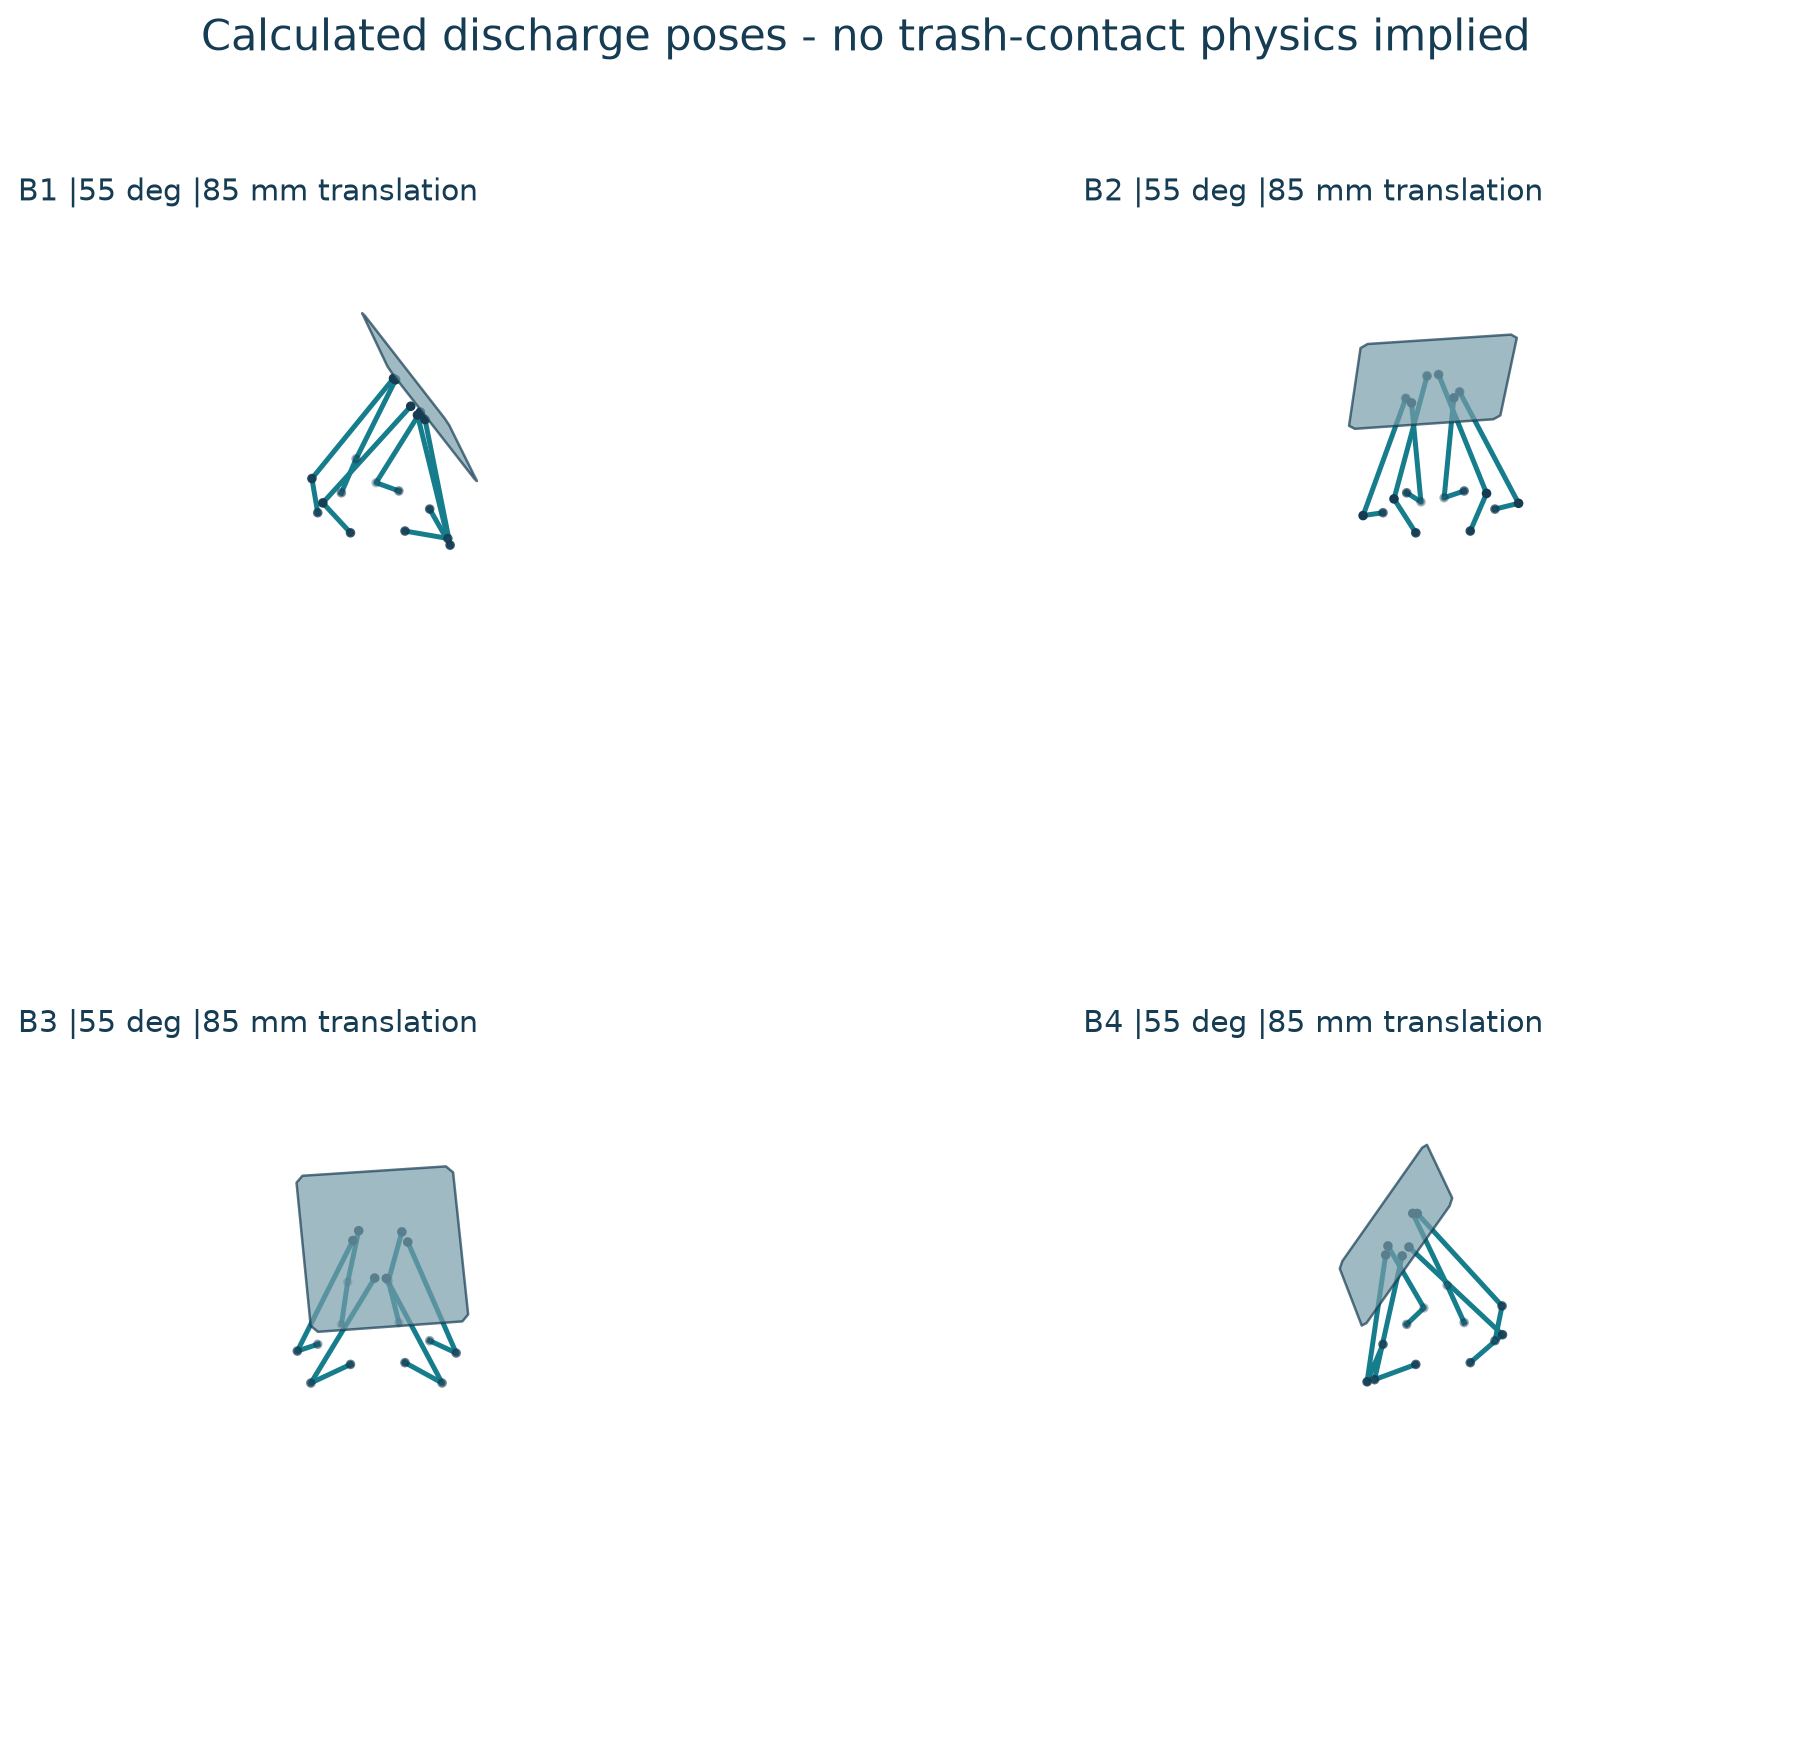 Calculated discharge poses - no trash-contact physics implied
B1 |55 deg |85 mm translation
B2 |55 deg |85 mm translation
B3 |55 deg |85 mm translation
B4 |55 deg |85 mm translation